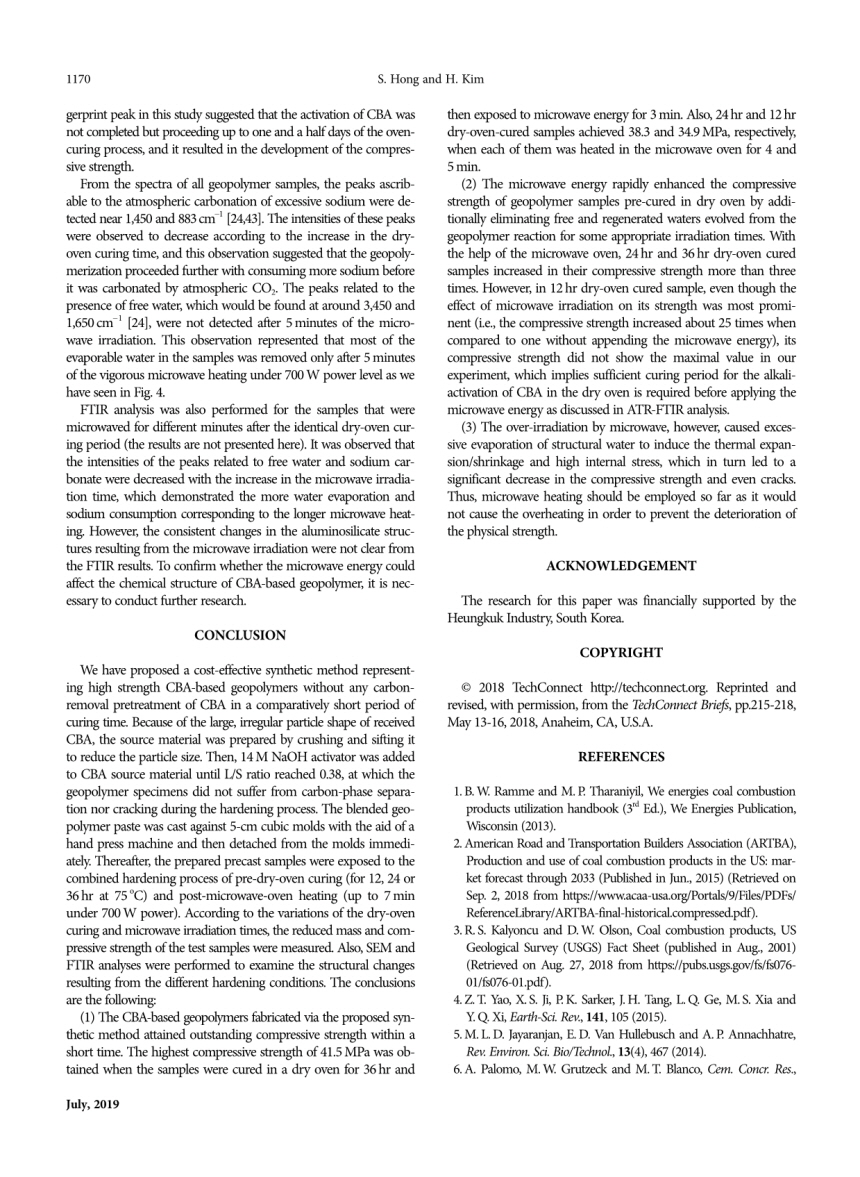 1170
S. Hong and H. Kim
gerprint peak in this study suggested that the activation of CBA was
not completed but proceeding up to one and a half days of the oven-
curing process, and it resulted in the development of the compres-
sive strength.
From the spectra of all geopolymer samples, the peaks ascrib-
able to the atmospheric carbonation of excessive sodium were de-
tected near 1,450 and 883 cm⁻¹ [24,43]. The intensities of these peaks
were observed to decrease according to the increase in the dry-
oven curing time, and this observation suggested that the geopoly-
merization proceeded further with consuming more sodium before
it was carbonated by atmospheric CO₂. The peaks related to the
presence of free water, which would be found at around 3,450 and
1,650 cm⁻¹ [24], were not detected after 5 minutes of the micro-
wave irradiation. This observation represented that most of the
evaporable water in the samples was removed only after 5 minutes
of the vigorous microwave heating under 700 W power level as we
have seen in Fig. 4.
FTIR analysis was also performed for the samples that were
microwaved for different minutes after the identical dry-oven cur-
ing period (the results are not presented here). It was observed that
the intensities of the peaks related to free water and sodium car-
bonate were decreased with the increase in the microwave irradia-
tion time, which demonstrated the more water evaporation and
sodium consumption corresponding to the longer microwave heat-
ing. However, the consistent changes in the aluminosilicate struc-
tures resulting from the microwave irradiation were not clear from
the FTIR results. To confirm whether the microwave energy could
affect the chemical structure of CBA-based geopolymer, it is nec-
essary to conduct further research.
CONCLUSION
We have proposed a cost-effective synthetic method represent-
ing high strength CBA-based geopolymers without any carbon-
removal pretreatment of CBA in a comparatively short period of
curing time. Because of the large, irregular particle shape of received
CBA, the source material was prepared by crushing and sifting it
to reduce the particle size. Then, 14 M NaOH activator was added
to CBA source material until L/S ratio reached 0.38, at which the
geopolymer specimens did not suffer from carbon-phase separa-
tion nor cracking during the hardening process. The blended geo-
polymer paste was cast against 5-cm cubic molds with the aid of a
hand press machine and then detached from the molds immedi-
ately. Thereafter, the prepared precast samples were exposed to the
combined hardening process of pre-dry-oven curing (for 12, 24 or
36 hr at 75 °C) and post-microwave-oven heating (up to 7 min
under 700 W power). According to the variations of the dry-oven
curing and microwave irradiation times, the reduced mass and com-
pressive strength of the test samples were measured. Also, SEM and
FTIR analyses were performed to examine the structural changes
resulting from the different hardening conditions. The conclusions
are the following:
(1) The CBA-based geopolymers fabricated via the proposed syn-
thetic method attained outstanding compressive strength within a
short time. The highest compressive strength of 41.5 MPa was ob-
tained when the samples were cured in a dry oven for 36 hr and
then exposed to microwave energy for 3 min. Also, 24 hr and 12 hr
dry-oven-cured samples achieved 38.3 and 34.9 MPa, respectively,
when each of them was heated in the microwave oven for 4 and
5 min.
(2) The microwave energy rapidly enhanced the compressive
strength of geopolymer samples pre-cured in dry oven by addi-
tionally eliminating free and regenerated waters evolved from the
geopolymer reaction for some appropriate irradiation times. With
the help of the microwave oven, 24 hr and 36 hr dry-oven cured
samples increased in their compressive strength more than three
times. However, in 12 hr dry-oven cured sample, even though the
effect of microwave irradiation on its strength was most promi-
nent (i.e., the compressive strength increased about 25 times when
compared to one without appending the microwave energy), its
compressive strength did not show the maximal value in our
experiment, which implies sufficient curing period for the alkali-
activation of CBA in the dry oven is required before applying the
microwave energy as discussed in ATR-FTIR analysis.
(3) The over-irradiation by microwave, however, caused exces-
sive evaporation of structural water to induce the thermal expan-
sion/shrinkage and high internal stress, which in turn led to a
significant decrease in the compressive strength and even cracks.
Thus, microwave heating should be employed so far as it would
not cause the overheating in order to prevent the deterioration of
the physical strength.
ACKNOWLEDGEMENT
The research for this paper was financially supported by the
Heungkuk Industry, South Korea.
COPYRIGHT
© 2018 TechConnect http://techconnect.org. Reprinted and
revised, with permission, from the TechConnect Briefs, pp.215-218,
May 13-16, 2018, Anaheim, CA, U.S.A.
REFERENCES
1. B. W. Ramme and M. P. Tharaniyil, We energies coal combustion
products utilization handbook (3rd Ed.), We Energies Publication,
Wisconsin (2013).
2. American Road and Transportation Builders Association (ARTBA),
Production and use of coal combustion products in the US: mar-
ket forecast through 2033 (Published in Jun., 2015) (Retrieved on
Sep. 2, 2018 from https://www.acaa-usa.org/Portals/9/Files/PDFs/
ReferenceLibrary/ARTBA-final-historical.compressed.pdf).
3. R. S. Kalyoncu and D. W. Olson, Coal combustion products, US
Geological Survey (USGS) Fact Sheet (published in Aug., 2001)
(Retrieved on Aug. 27, 2018 from https://pubs.usgs.gov/fs/fs076-
01/fs076-01.pdf).
4. Z. T. Yao, X. S. Ji, P. K. Sarker, J. H. Tang, L. Q. Ge, M. S. Xia and
Y. Q. Xi, Earth-Sci. Rev., 141, 105 (2015).
5. M. L. D. Jayaranjan, E. D. Van Hullebusch and A. P. Annachhatre,
Rev. Environ. Sci. Bio/Technol., 13(4), 467 (2014).
6. A. Palomo, M. W. Grutzeck and M. T. Blanco, Cem. Concr. Res.,
July, 2019